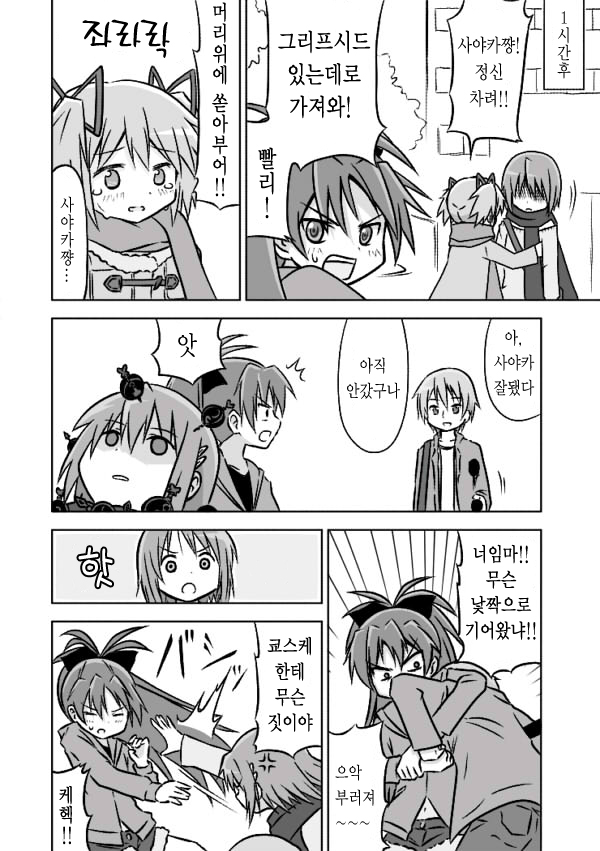 1시간후
사야카쨩!
정신
차려!!
그리프시드
있는데로
가져와!
빨리!
머리위에
쏟아부어!!
좌라락
사야카쨩…
아,
사야카
잘됐다
아직
안갔구나
앗
핫
너임마!!
무슨
낯짝으로
기어왔냐!!
으악
부러져
~~~
쿄스케
한테
무슨
짓이야
케헥!!